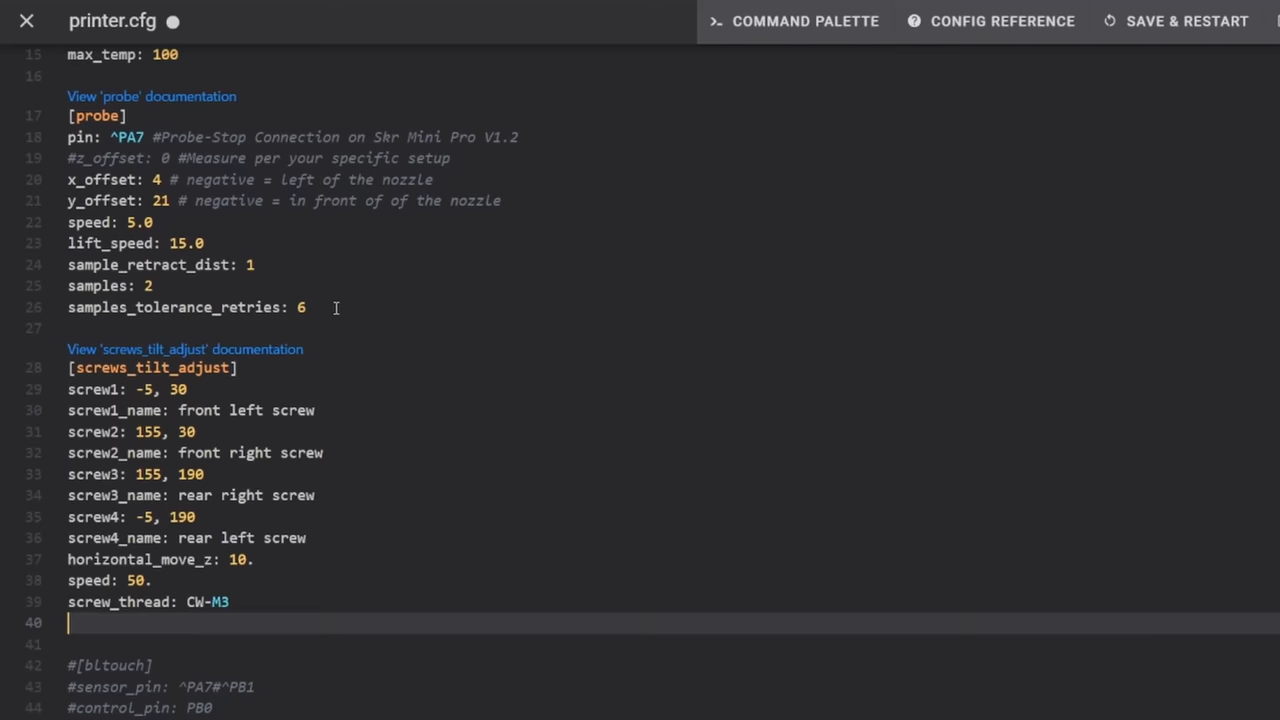 printer.cfg
COMMAND PALETTE
CONFIG REFERENCE
SAVE & RESTART
15 max_temp: 100
16
View 'probe' documentation
17 [probe]
18 pin: ^PA7 #Probe-Stop Connection on Skr Mini Pro V1.2
19 #z_offset: 0 #Measure per your specific setup
20 x_offset: 4 # negative = left of the nozzle
21 y_offset: 21 # negative = in front of of the nozzle
22 speed: 5.0
23 lift_speed: 15.0
24 sample_retract_dist: 1
25 samples: 2
26 samples_tolerance_retries: 6
27
View 'screws_tilt_adjust' documentation
28 [screws_tilt_adjust]
29 screw1: -5, 30
30 screw1_name: front left screw
31 screw2: 155, 30
32 screw2_name: front right screw
33 screw3: 155, 190
34 screw3_name: rear right screw
35 screw4: -5, 190
36 screw4_name: rear left screw
37 horizontal_move_z: 10.
38 speed: 50.
39 screw_thread: CW-M3
40
41
42 #[bltouch]
43 #sensor_pin: ^PA7#^PB1
44 #control_pin: PB0